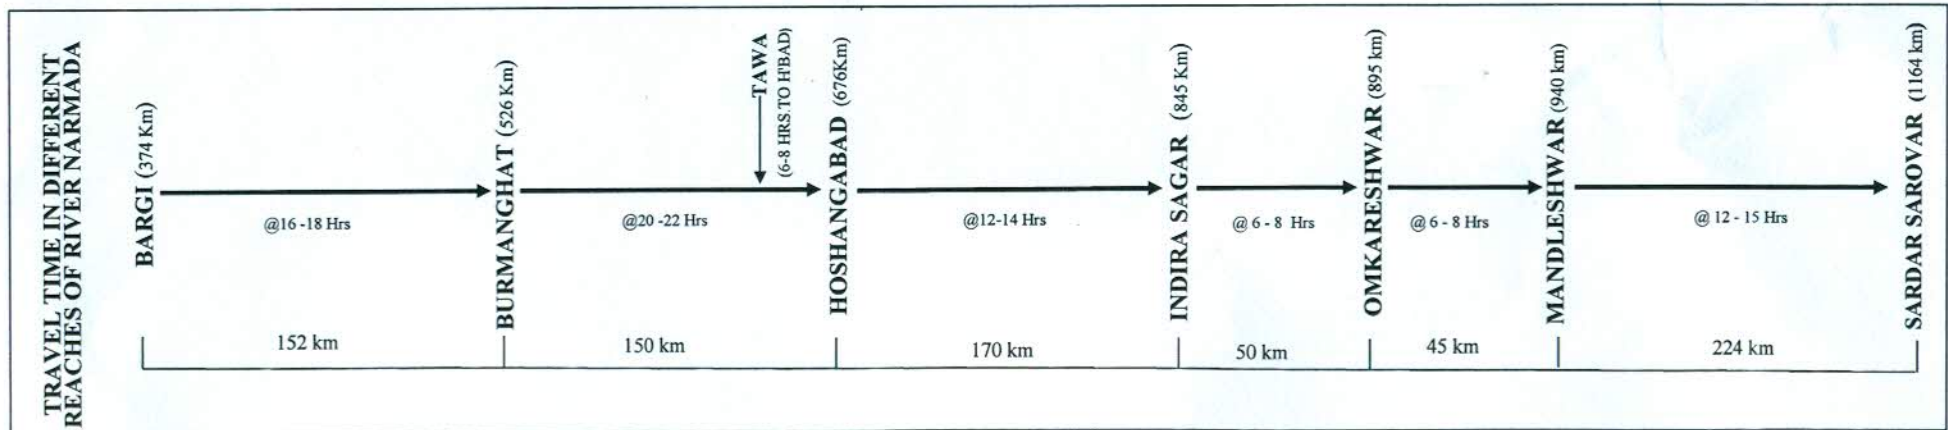 TRAVEL TIME IN DIFFERENT
REACHES OF RIVER NARMADA
BARGI (374 Km)
@16 -18 Hrs
152 km
BURMANGHAT (526 Km)
@20 -22 Hrs
150 km
TAWA
(6-8 HRS.TO H'BAD)
HOSHANGABAD (676Km)
@12-14 Hrs
170 km
INDIRA SAGAR (845 Km)
@ 6 - 8 Hrs
50 km
OMKARESHWAR (895 km)
@ 6 - 8 Hrs
45 km
MANDLESHWAR (940 km)
@ 12 - 15 Hrs
224 km
SARDAR SAROVAR (1164 km)